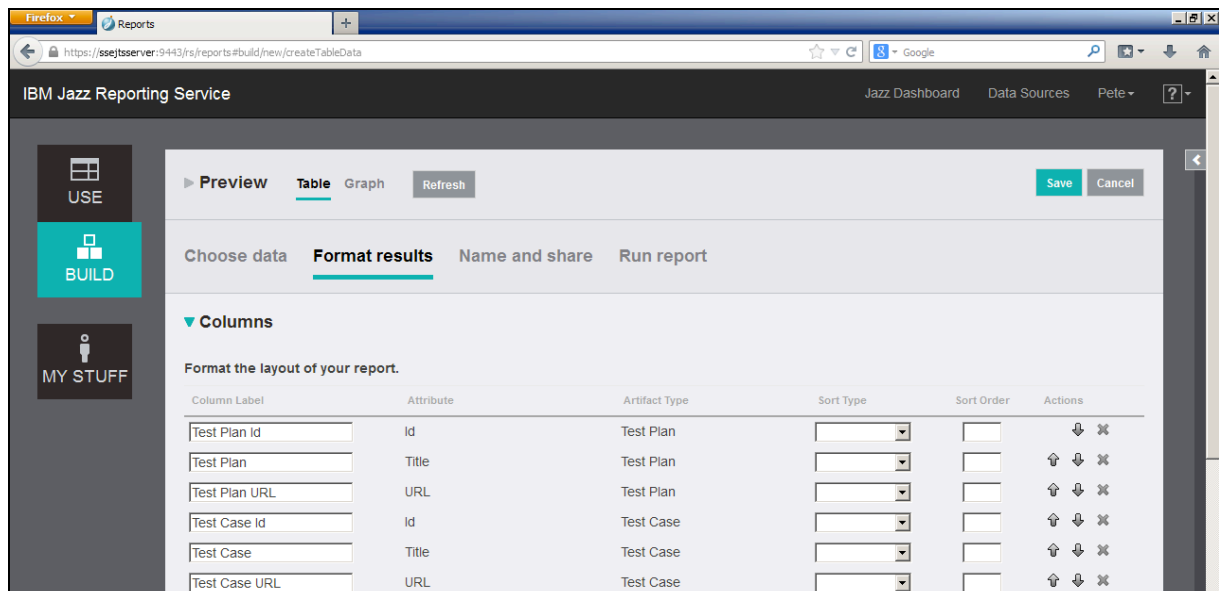 Firefox
Reports
https://ssejtsserver:9443/rs/reports#build/new/createTableData
8 Google
IBM Jazz Reporting Service
Jazz Dashboard Data Sources Pete ?
USE
BUILD
MY STUFF
Preview Table Graph Refresh Save Cancel
Choose data Format results Name and share Run report
Columns
Format the layout of your report.
Column Label Attribute Artifact Type Sort Type Sort Order Actions
Test Plan Id Id Test Plan
Test Plan Title Test Plan
Test Plan URL URL Test Plan
Test Case Id Id Test Case
Test Case Title Test Case
Test Case URL URL Test Case